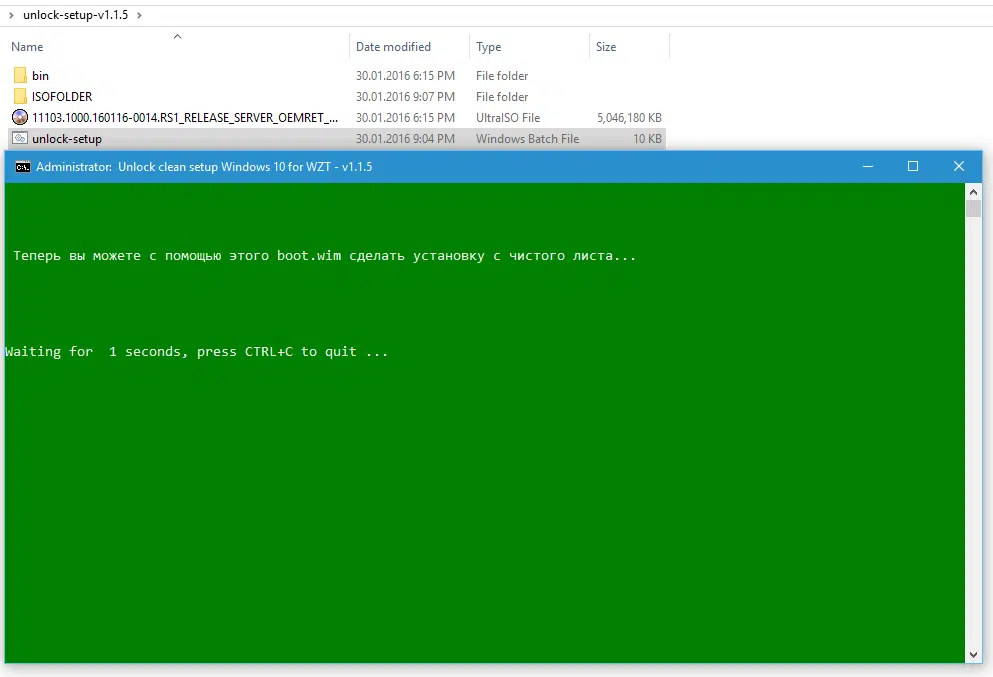 unlock-setup-v1.1.5
Name Date modified Type Size
bin 30.01.2016 6:15 PM File folder
ISOFOLDER 30.01.2016 9:07 PM File folder
11103.1000.160116-0014.RS1_RELEASE_SERVER_OEMRET_... 30.01.2016 6:15 PM UltraISO File 5,046,180 KB
unlock-setup 30.01.2016 9:04 PM Windows Batch File 10 KB
Administrator: Unlock clean setup Windows 10 for WZT - v1.1.5
Теперь вы можете с помощью этого boot.wim сделать установку с чистого листа...
Waiting for 1 seconds, press CTRL+C to quit ...